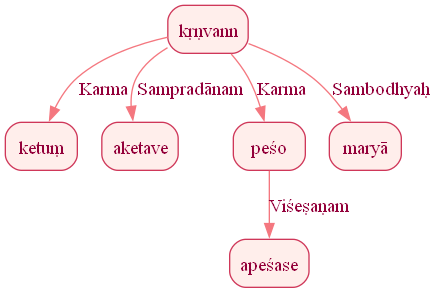 kṛṇvann
Karma
Sampradānam
Karma
Sambodhyaḥ
ketuṃ
aketave
peśo
maryā
Viśeṣaṇam
apeśase